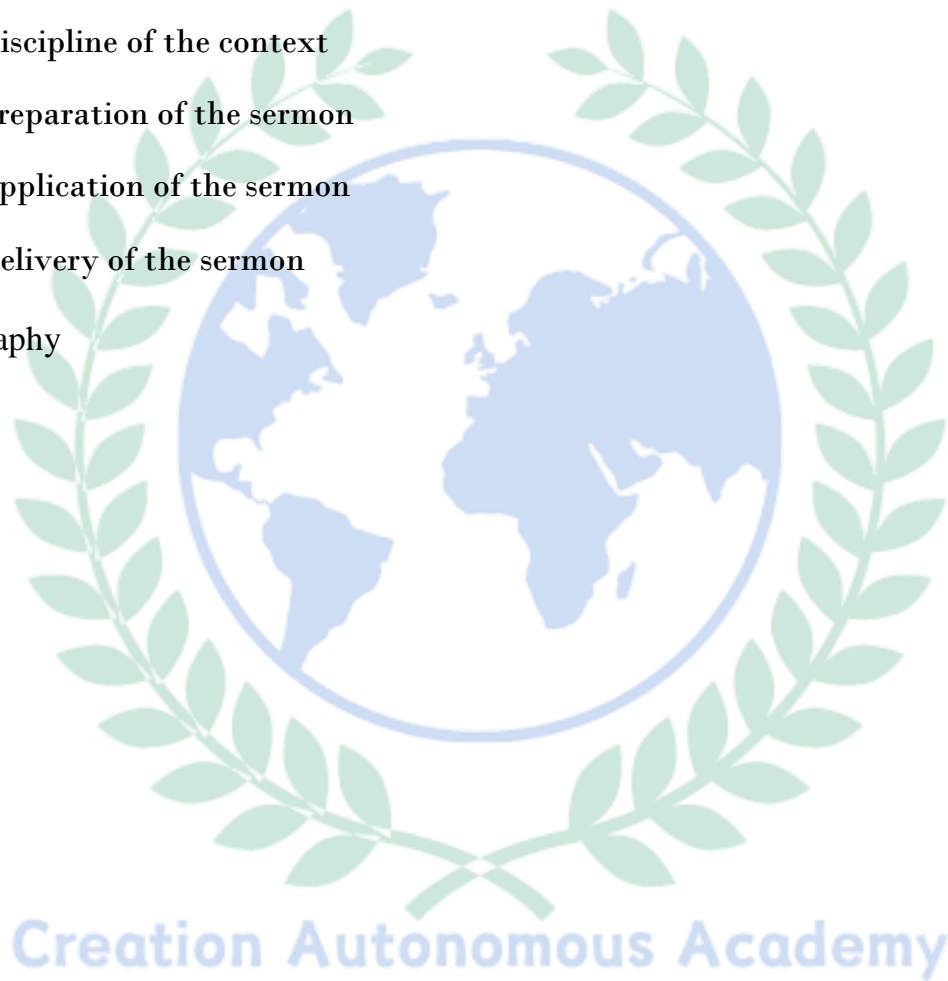 iscipline of the context
reparation of the sermon
pplication of the sermon
elivery of the sermon
aphy
Creation Autonomous Academy